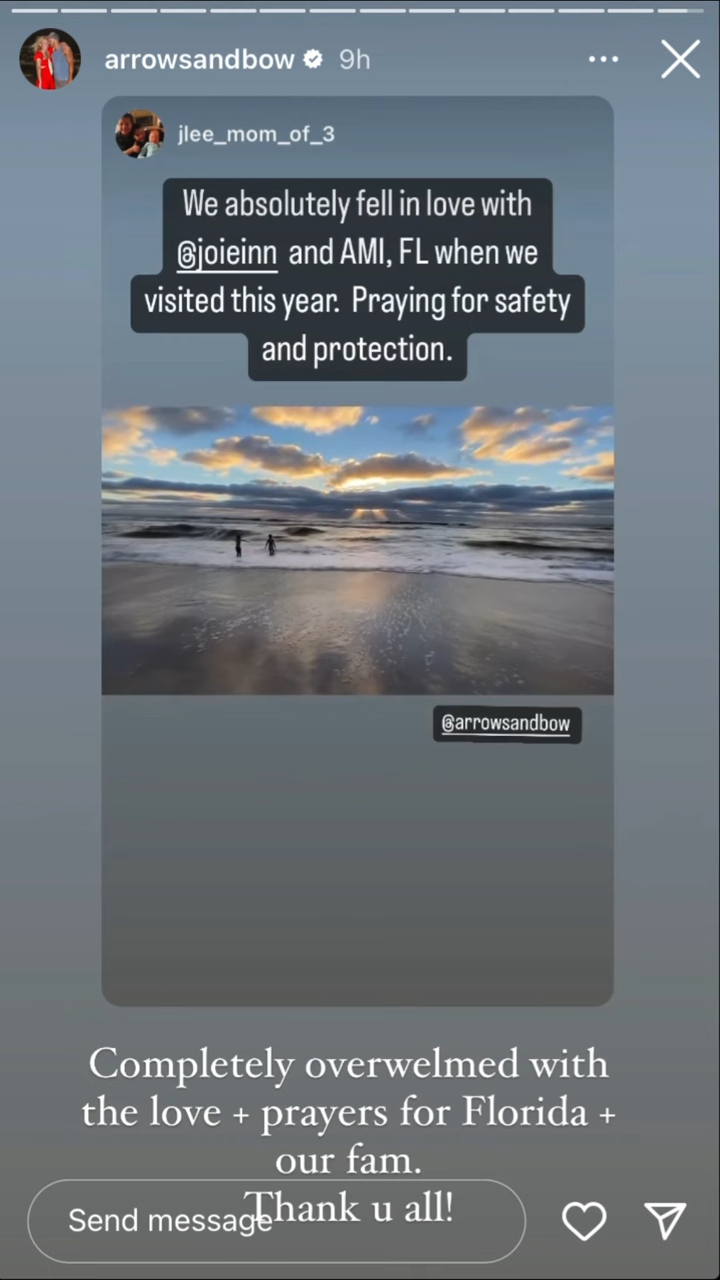 arrowsandbow 9h
jlee_mom_of_3
We absolutely fell in love with
@joieinn and AMI, FL when we
visited this year. Praying for safety
and protection.
@arrowsandbow
Completely overwelmed with
the love + prayers for Florida +
our fam.
Thank u all!
Send message